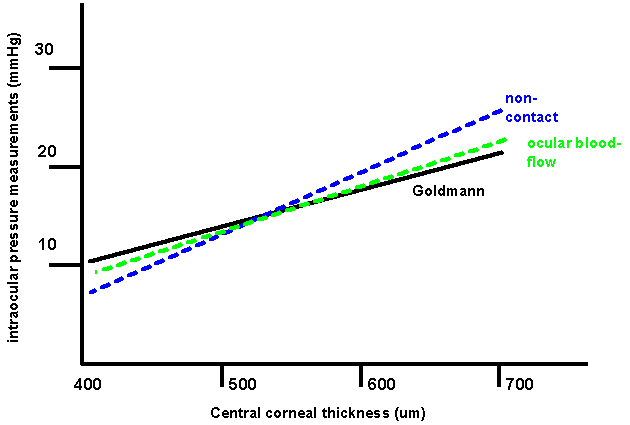 intraocular pressure measurements (mmHg)
30
20
10
non-
contact
ocular blood-
flow
Goldmann
400
500
600
700
Central corneal thickness (um)